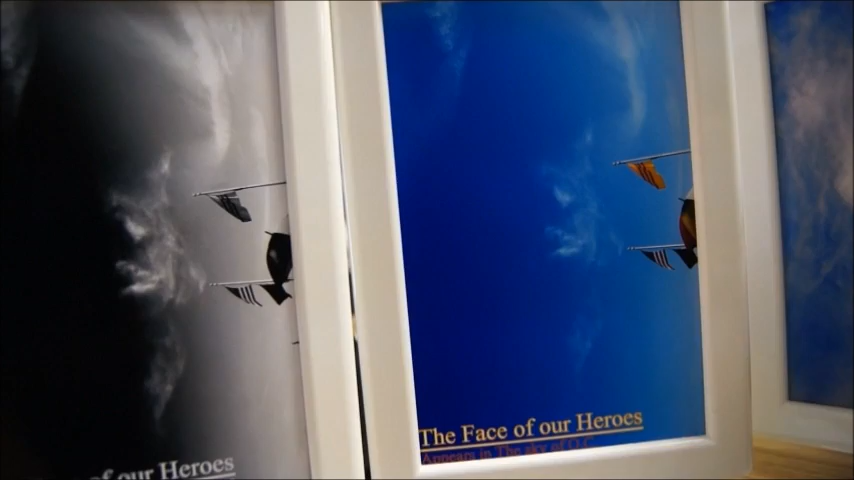 of our Heroes
The Face of our Heroes
Appears in The sky of O.C